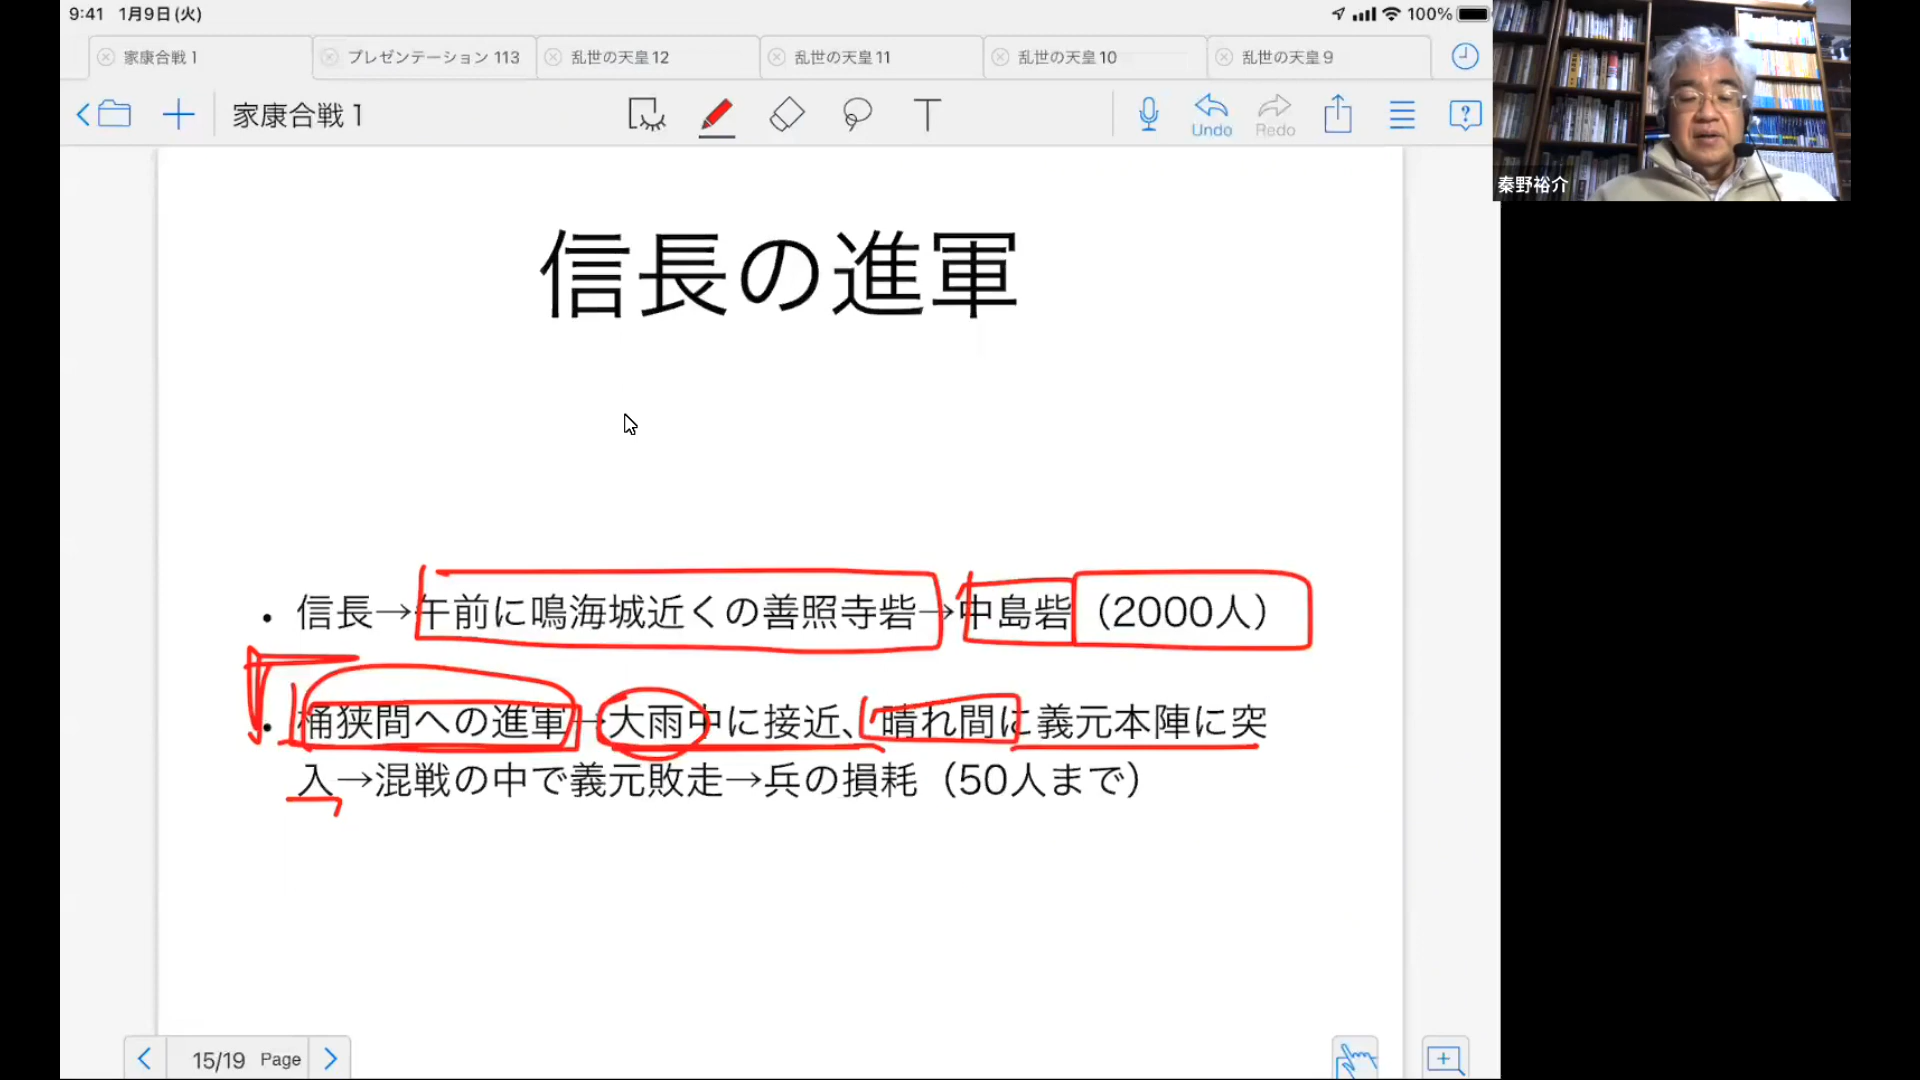 9:41 1月9日(火)
100%
家康合戦 1
プレゼンテーション 113
乱世の天皇12
乱世の天皇11
乱世の天皇10
乱世の天皇 9
家康合戦 1
T
Undo
Redo
?
秦野裕介
信長の進軍
• 信長→午前に鳴海城近くの善照寺砦→中島砦（2000人）
• 桶狭間への進軍→大雨中に接近、晴れ間に義元本陣に突
入→混戦の中で義元敗走→兵の損耗（50人まで）
15/19 Page